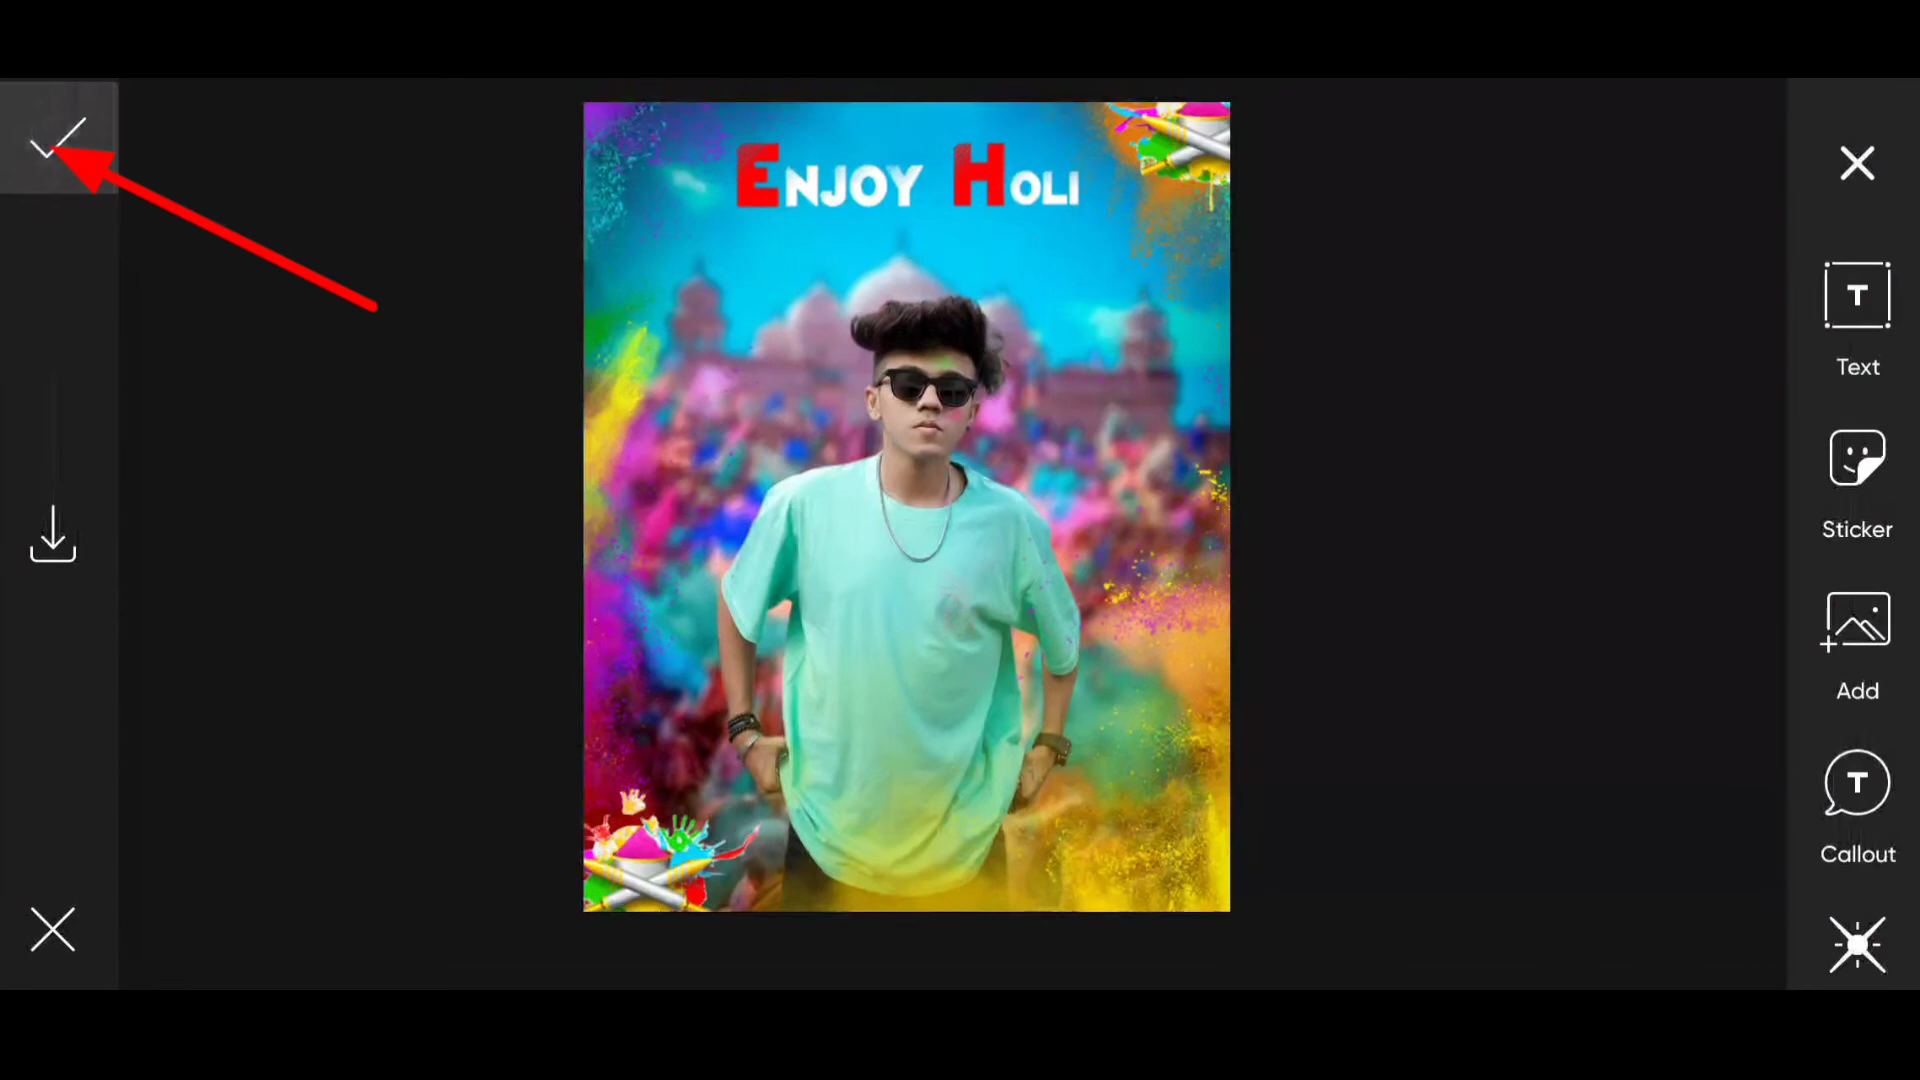 ENJOY HOLI
T
Text
Sticker
Add
T
Callout